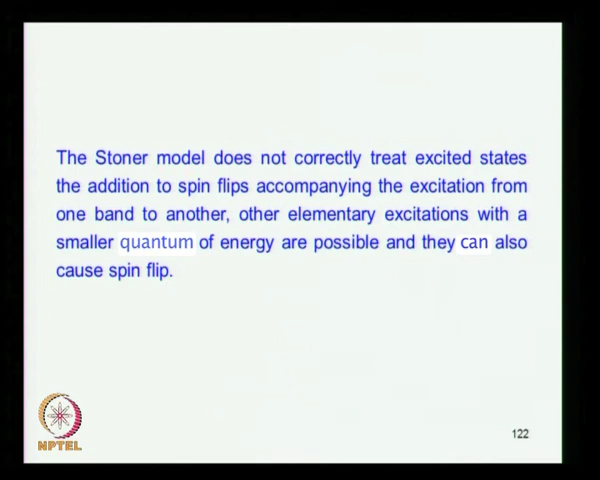 The Stoner model does not correctly treat excited states
the addition to spin flips accompanying the excitation from
one band to another, other elementary excitations with a
smaller quantum of energy are possible and they can also
cause spin flip.
NPTEL
122